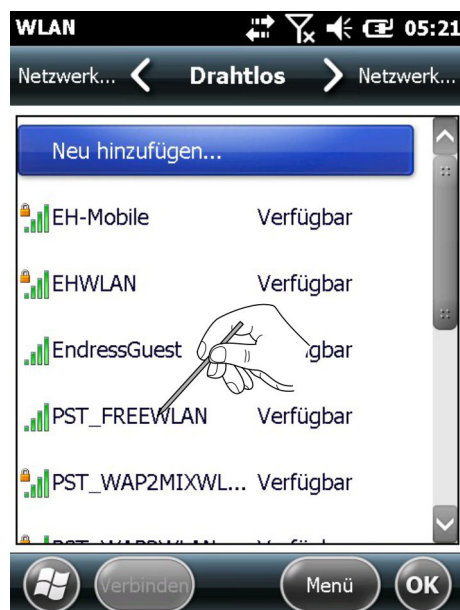 WLAN 05:21
Netzwerk... Drahtlos Netzwerk...
Neu hinzufügen...
EH-Mobile Verfügbar
EHWLAN Verfügbar
EndressGuest gbar
PST_FREEWLAN Verfügbar
PST_WAP2MIXWL... Verfügbar
Verbinden Menü OK